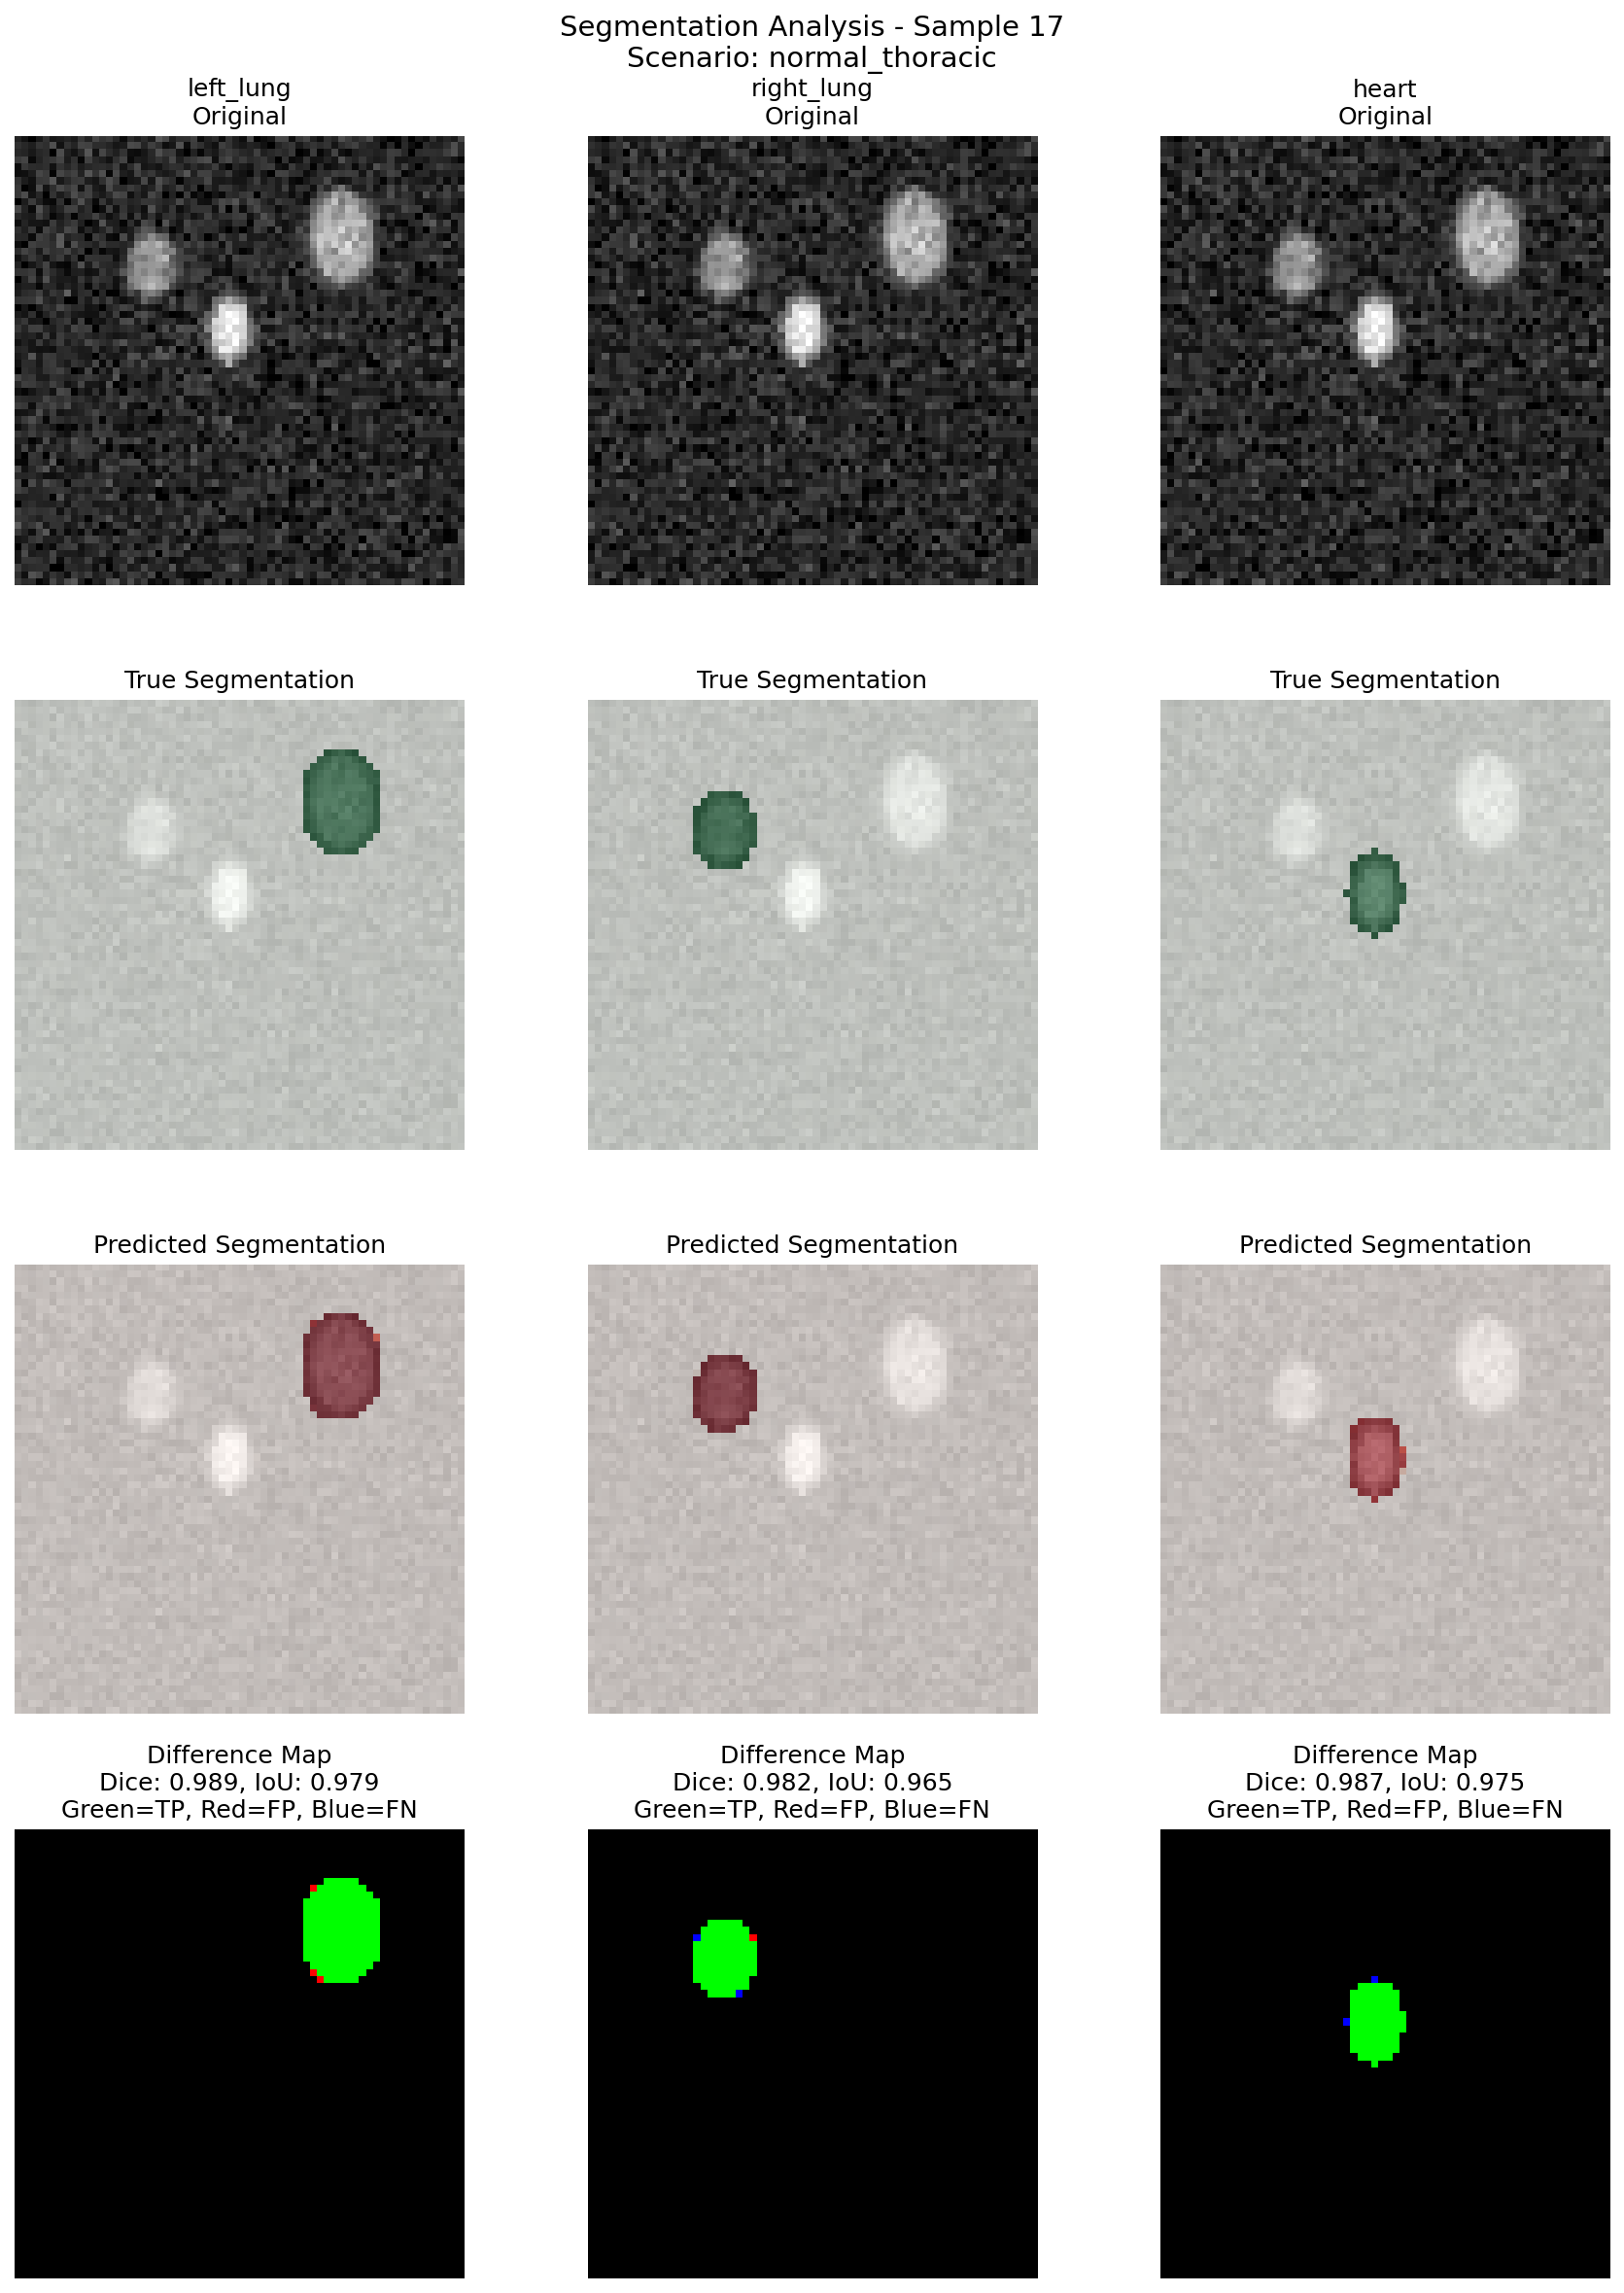 Segmentation Analysis - Sample 17
Scenario: normal_thoracic
left_lung
Original
right_lung
Original
heart
Original
True Segmentation
True Segmentation
True Segmentation
Predicted Segmentation
Predicted Segmentation
Predicted Segmentation
Difference Map
Dice: 0.989, IoU: 0.979
Green=TP, Red=FP, Blue=FN
Difference Map
Dice: 0.982, IoU: 0.965
Green=TP, Red=FP, Blue=FN
Difference Map
Dice: 0.987, IoU: 0.975
Green=TP, Red=FP, Blue=FN